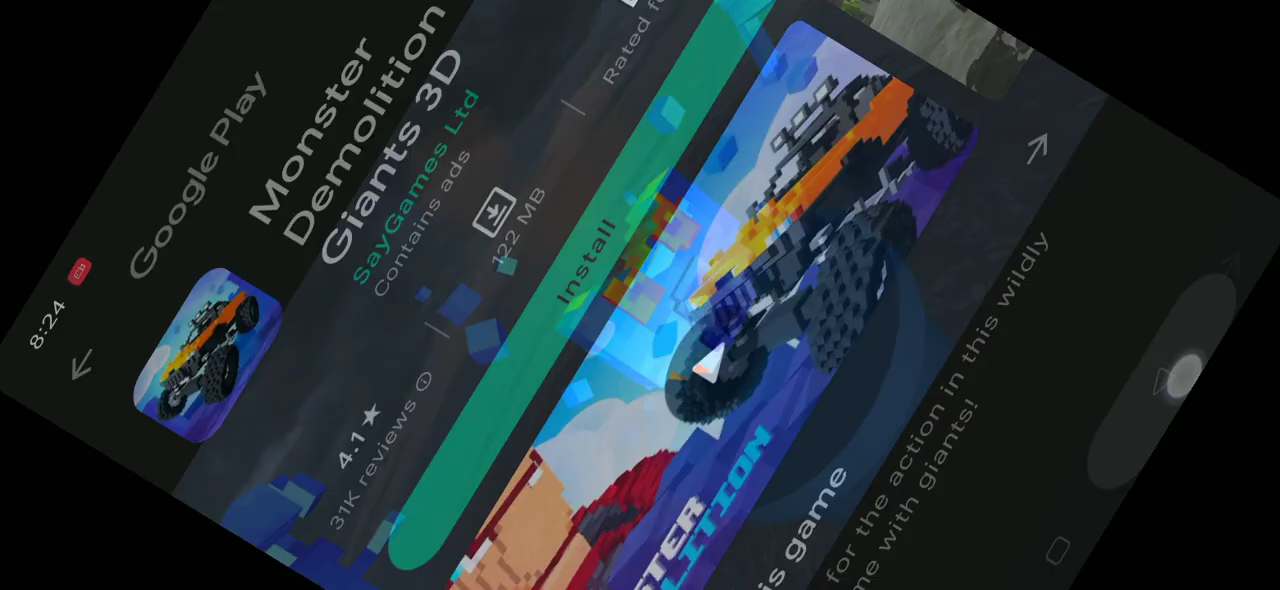 8:24
Google Play
Monster
Demolition
Giants 3D
SayGames Ltd
Contains ads
4.1★
31K reviews
122 MB
Rated
Install
LITION
is game
for the action in this wildly
with giants!